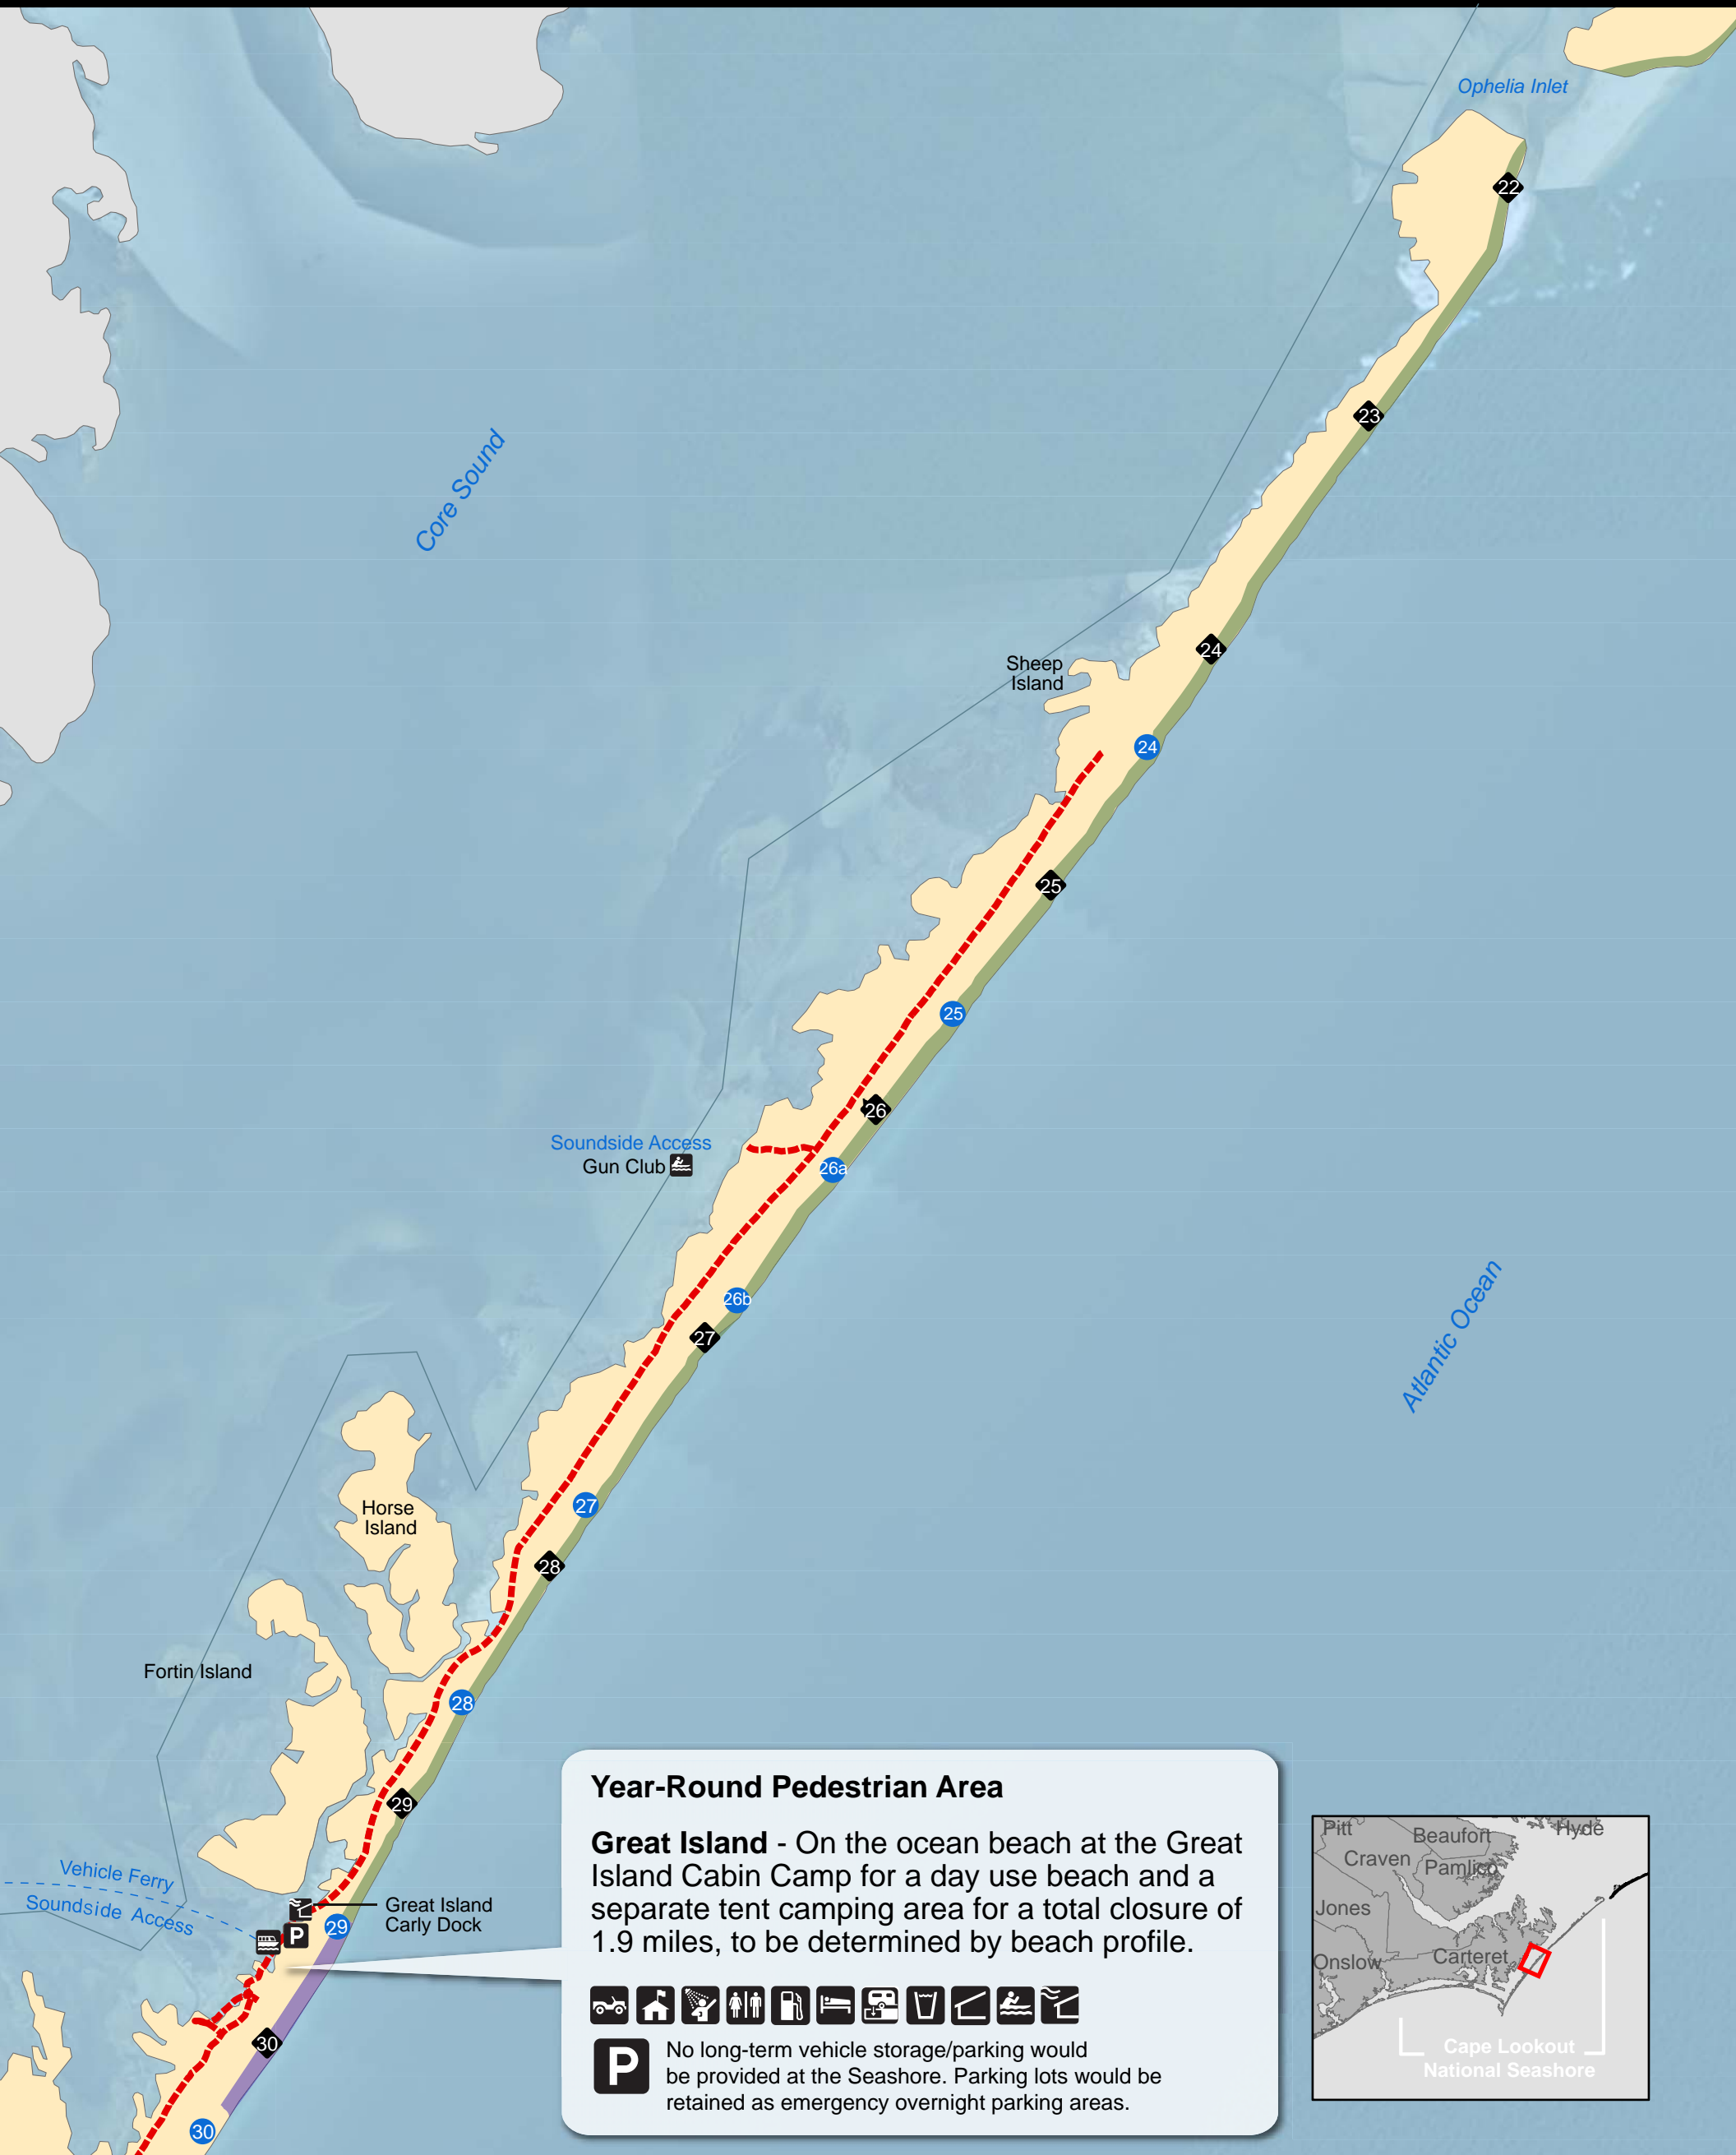 Ophelia Inlet
22
23
Core Sound
24
Sheep
Island
24
25
25
26
Soundside Access
Gun Club
26a
26b
27
Atlantic Ocean
27
Horse
Island
28
Fortin Island
28
29
Vehicle Ferry
Soundside Access
Great Island
Carly Dock
29
P
30
30
Year-Round Pedestrian Area
Great Island - On the ocean beach at the Great
Island Cabin Camp for a day use beach and a
separate tent camping area for a total closure of
1.9 miles, to be determined by beach profile.
P
No long-term vehicle storage/parking would
be provided at the Seashore. Parking lots would be
retained as emergency overnight parking areas.
Pitt
Beaufort
Hyde
Craven
Pamlico
Jones
Onslow
Carteret
Cape Lookout
National Seashore